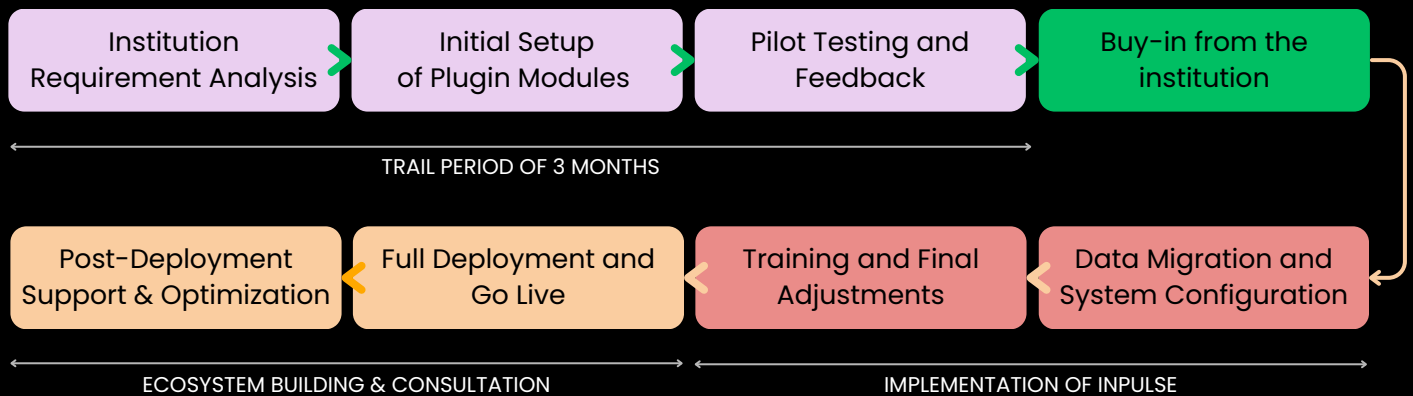 Institution
Requirement Analysis
Initial Setup
of Plugin Modules
Pilot Testing and
Feedback
Buy-in from the
institution
TRAIL PERIOD OF 3 MONTHS
Data Migration and
System Configuration
Training and Final
Adjustments
Full Deployment and
Go Live
Post-Deployment
Support & Optimization
IMPLEMENTATION OF INPULSE
ECOSYSTEM BUILDING & CONSULTATION